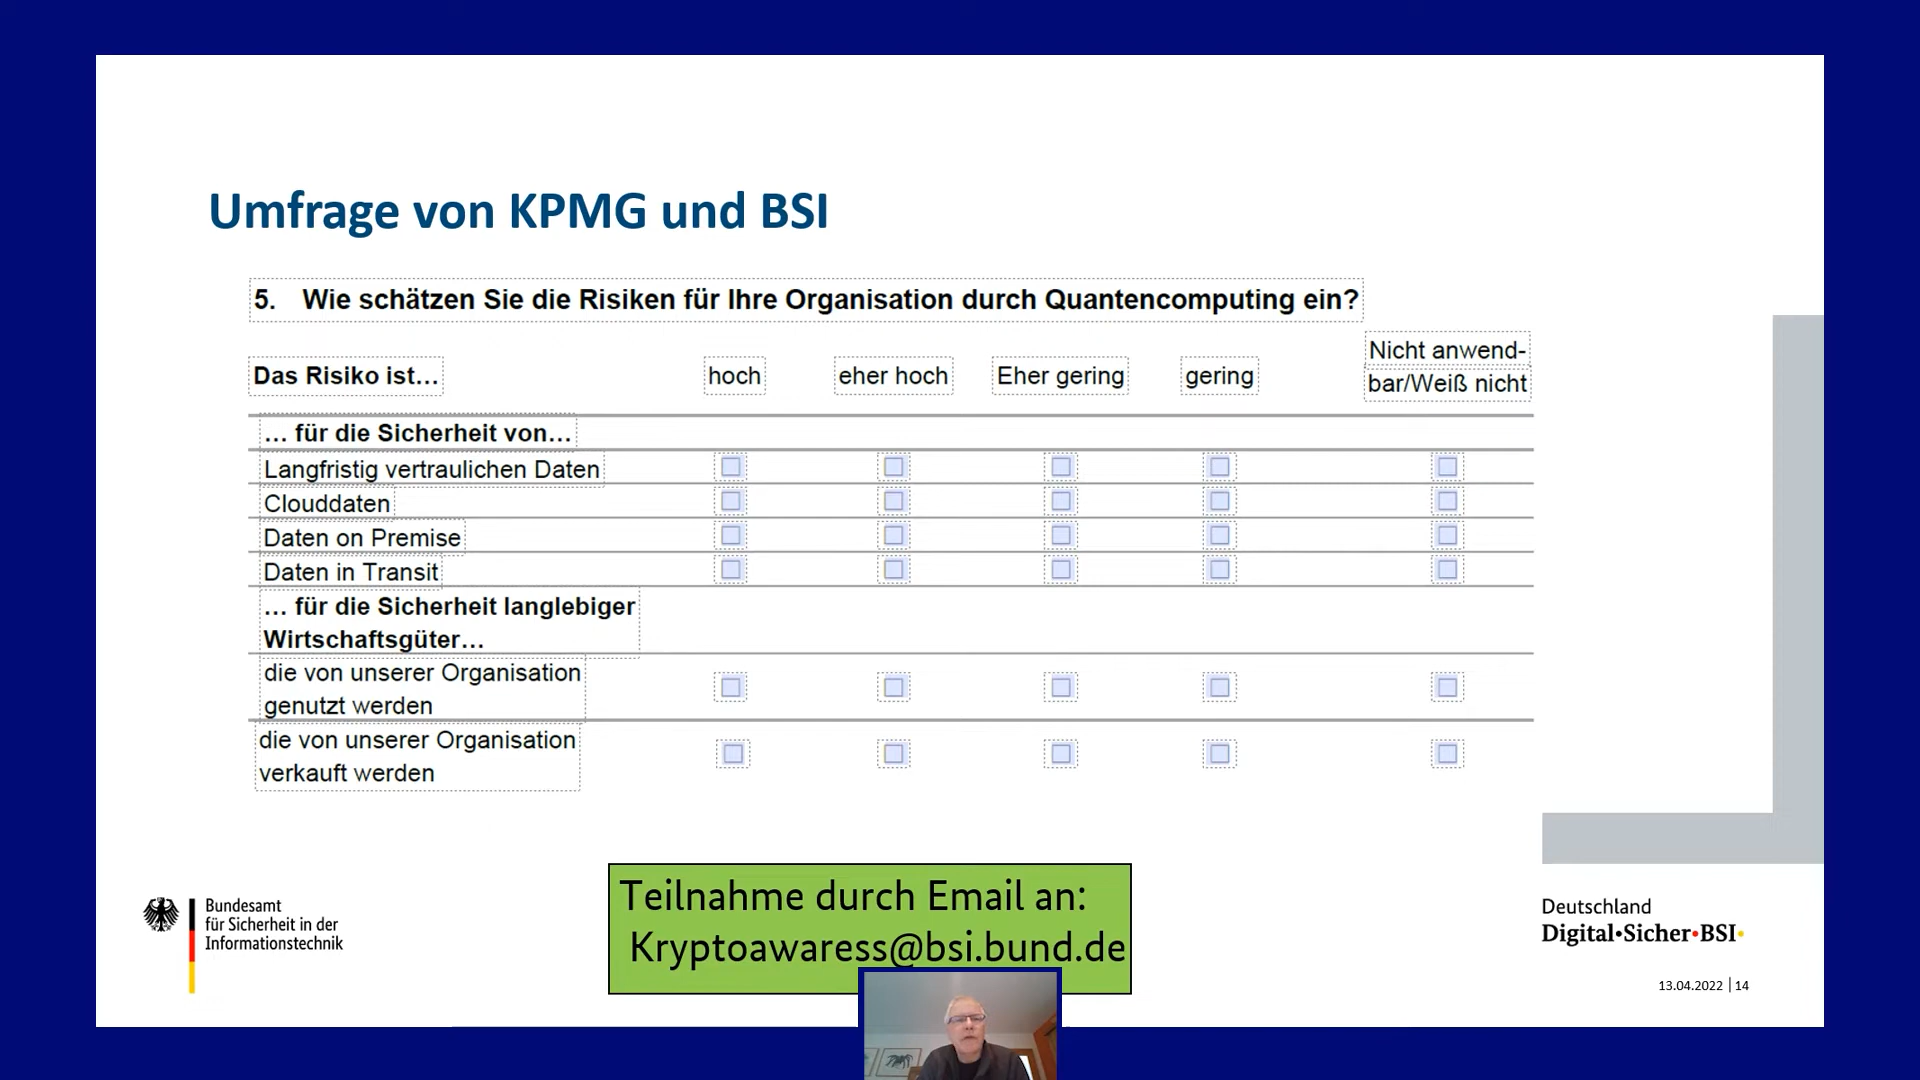 Umfrage von KPMG und BSI
5. Wie schätzen Sie die Risiken für Ihre Organisation durch Quantencomputing ein?
Das Risiko ist… hoch eher hoch Eher gering gering Nicht anwend-
bar/Weiß nicht
… für die Sicherheit von…
Langfristig vertraulichen Daten
Clouddaten
Daten on Premise
Daten in Transit
… für die Sicherheit langlebiger
Wirtschaftsgüter…
die von unserer Organisation
genutzt werden
die von unserer Organisation
verkauft werden
Teilnahme durch Email an:
Kryptoawaress@bsi.bund.de
Bundesamt
für Sicherheit in der
Informationstechnik
Deutschland
Digital•Sicher•BSI•
13.04.2022 | 14